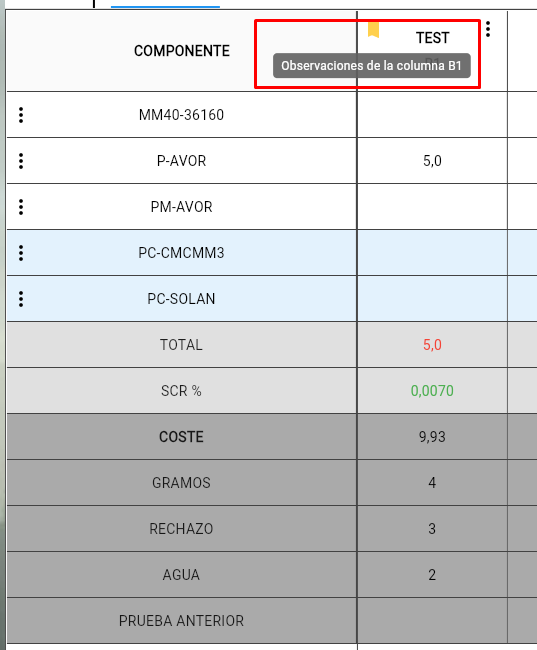 COMPONENTE
TEST
Observaciones de la columna B1
MM40-36160
P-AVOR 5,0
PM-AVOR
PC-CMCMM3
PC-SOLAN
TOTAL 5,0
SCR % 0,0070
COSTE 9,93
GRAMOS 4
RECHAZO 3
AGUA 2
PRUEBA ANTERIOR